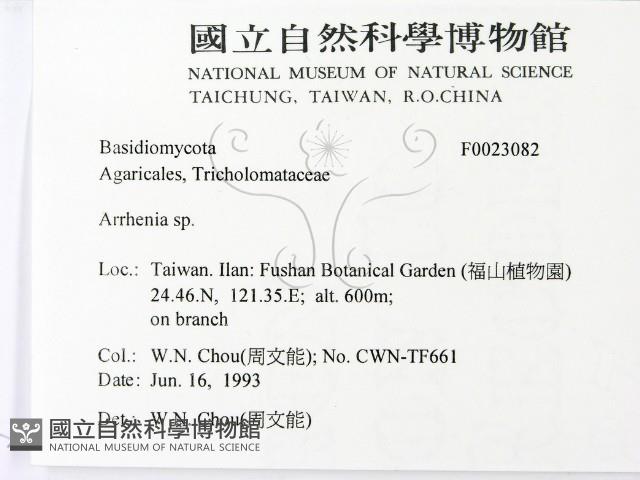 國立自然科學博物館
NATIONAL MUSEUM OF NATURAL SCIENCE
TAICHUNG, TAIWAN, R.O.CHINA
Basidiomycota F0023082
Agaricales, Tricholomataceae
Arrhenia sp.
Loc.: Taiwan. Ilan: Fushan Botanical Garden (福山植物園)
24.46.N, 121.35.E; alt. 600m;
on branch
Col.: W.N. Chou(周文能); No. CWN-TF661
Date: Jun. 16, 1993
Det.: W.N. Chou(周文能)
國立自然科學博物館
NATIONAL MUSEUM OF NATURAL SCIENCE